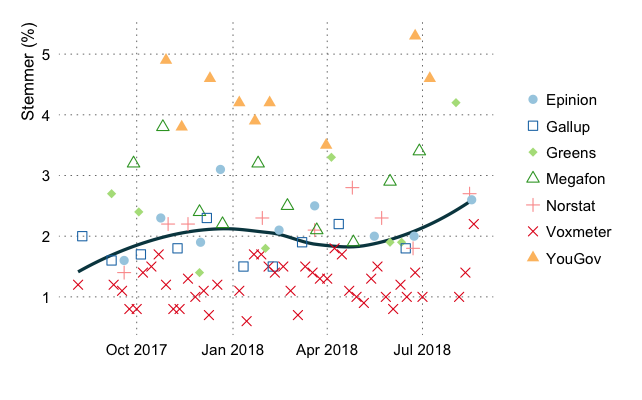 Stemmer (%)
5
4
3
2
1
Oct 2017 Jan 2018 Apr 2018 Jul 2018
Epinion
Gallup
Greens
Megafon
Norstat
Voxmeter
YouGov